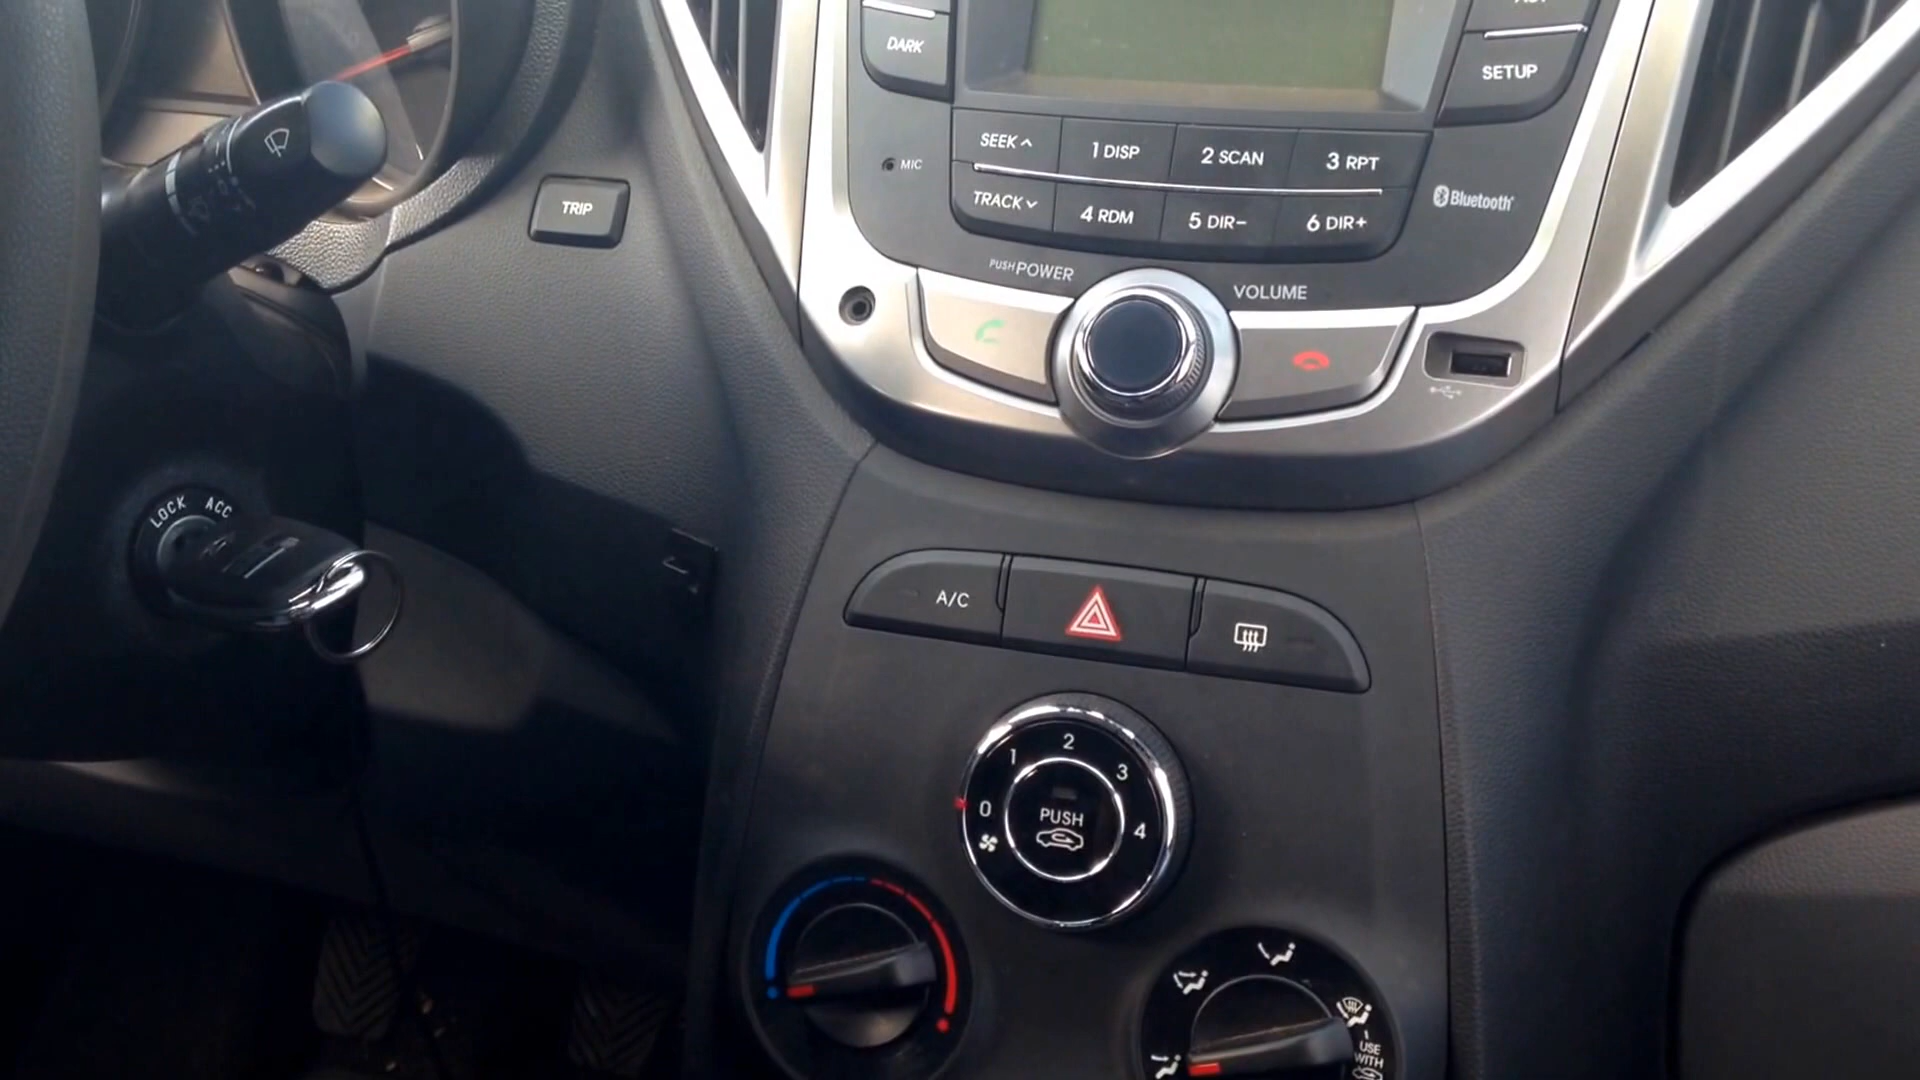 DARK
SETUP
MIC
SEEK
1 DISP
2 SCAN
3 RPT
TRACK
4 RDM
5 DIR-
6 DIR+
Bluetooth
TRIP
PUSH POWER
VOLUME
LOCK ACC
A/C
0 1 2 3 4
PUSH
USE
WITH